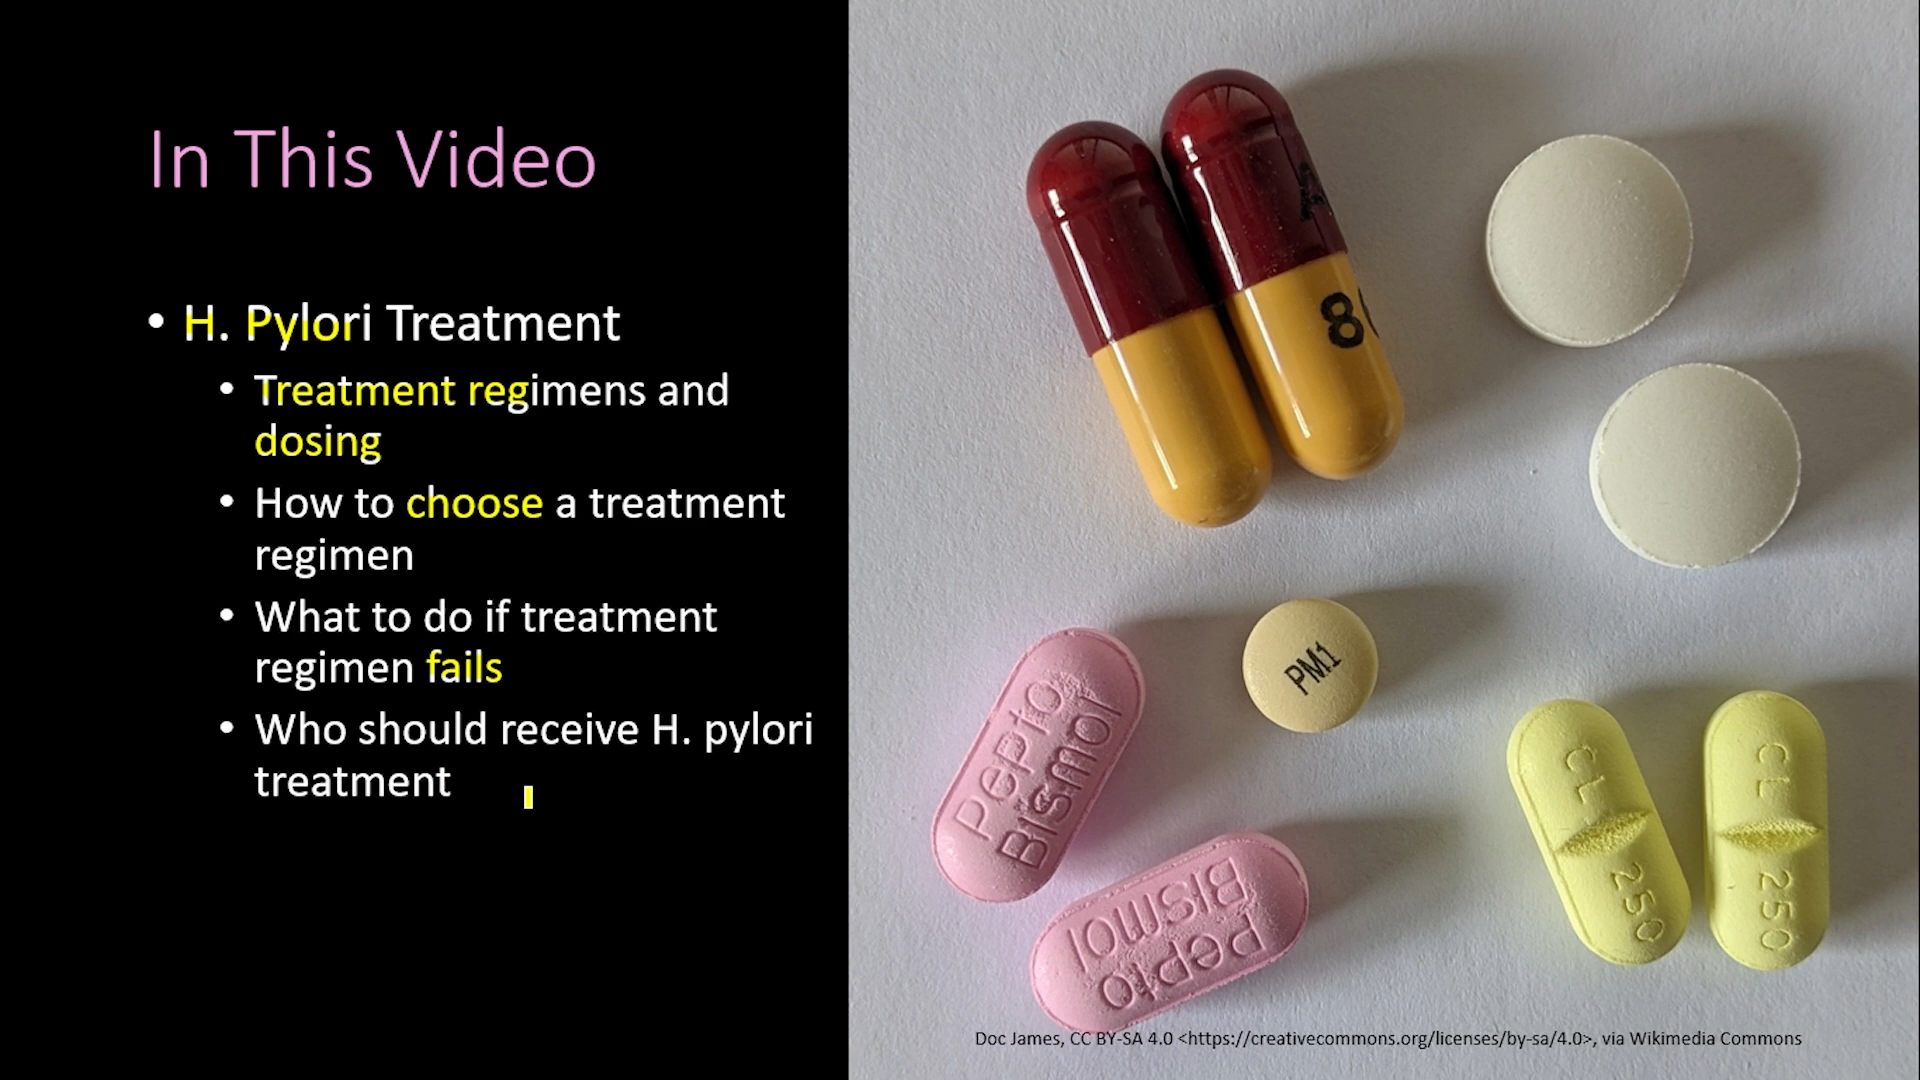 In This Video
• H. Pylori Treatment
• Treatment regimens and
dosing
• How to choose a treatment
regimen
• What to do if treatment
regimen fails
• Who should receive H. pylori
treatment
A
8
PM1
Pepto
Bismol
Pepto
Bismol
CL 250
CL 250
Doc James, CC BY-SA 4.0 <https://creativecommons.org/licenses/by-sa/4.0>, via Wikimedia Commons